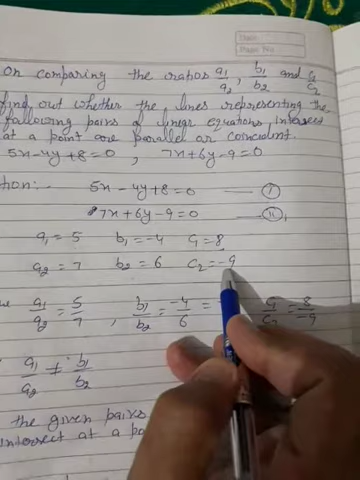 Date
Page No.
On comparing the ratios a₁/a₂, b₁/b₂ and c₁/c₂
find out whether the lines representing the
following pairs of linear equations, intersect
at a point are parallel or coincident.
5x-4y+8=0 , 7x+6y-9=0
tion:- 5x-4y+8=0 — (i)
7x+6y-9=0 — (ii)
a₁=5 b₁=-4 c₁=8
a₂=7 b₂=6 c₂=-9
a₁/a₂=5/7 , b₁/b₂=-4/6= c₁/c₂=8/-9
a₁/a₂ ≠ b₁/b₂
the given pairs
intersect at a po